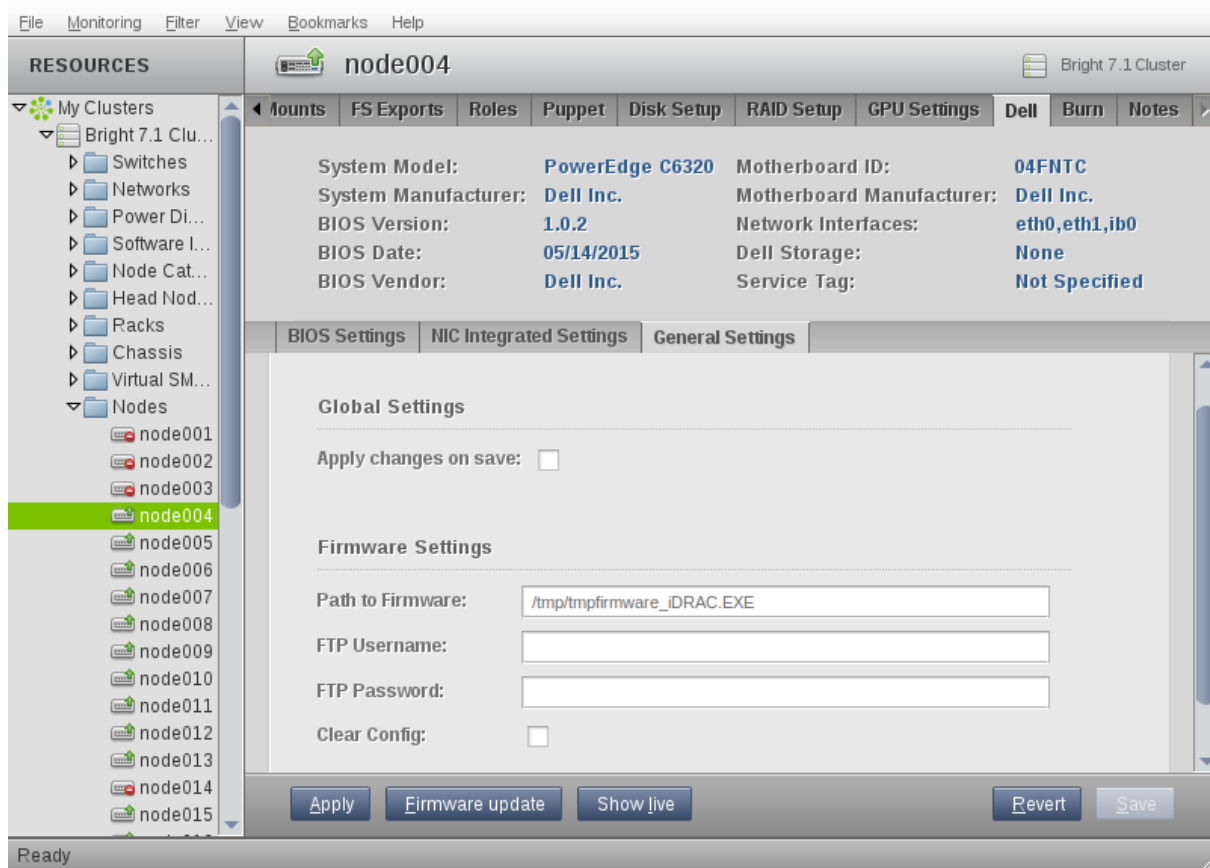 File Monitoring Filter View Bookmarks Help
RESOURCES
node004
Bright 7.1 Cluster
My Clusters
Bright 7.1 Clu...
Switches
Networks
Power Di...
Software I...
Node Cat...
Head Nod...
Racks
Chassis
Virtual SM...
Nodes
node001
node002
node003
node004
node005
node006
node007
node008
node009
node010
node011
node012
node013
node014
node015
Mounts FS Exports Roles Puppet Disk Setup RAID Setup GPU Settings Dell Burn Notes
System Model: PowerEdge C6320 Motherboard ID: 04FNTC
System Manufacturer: Dell Inc. Motherboard Manufacturer: Dell Inc.
BIOS Version: 1.0.2 Network Interfaces: eth0,eth1,ib0
BIOS Date: 05/14/2015 Dell Storage: None
BIOS Vendor: Dell Inc. Service Tag: Not Specified
BIOS Settings NIC Integrated Settings General Settings
Global Settings
Apply changes on save:
Firmware Settings
Path to Firmware: /tmp/tmpfirmware_iDRAC.EXE
FTP Username:
FTP Password:
Clear Config:
Apply Firmware update Show live Revert Save
Ready